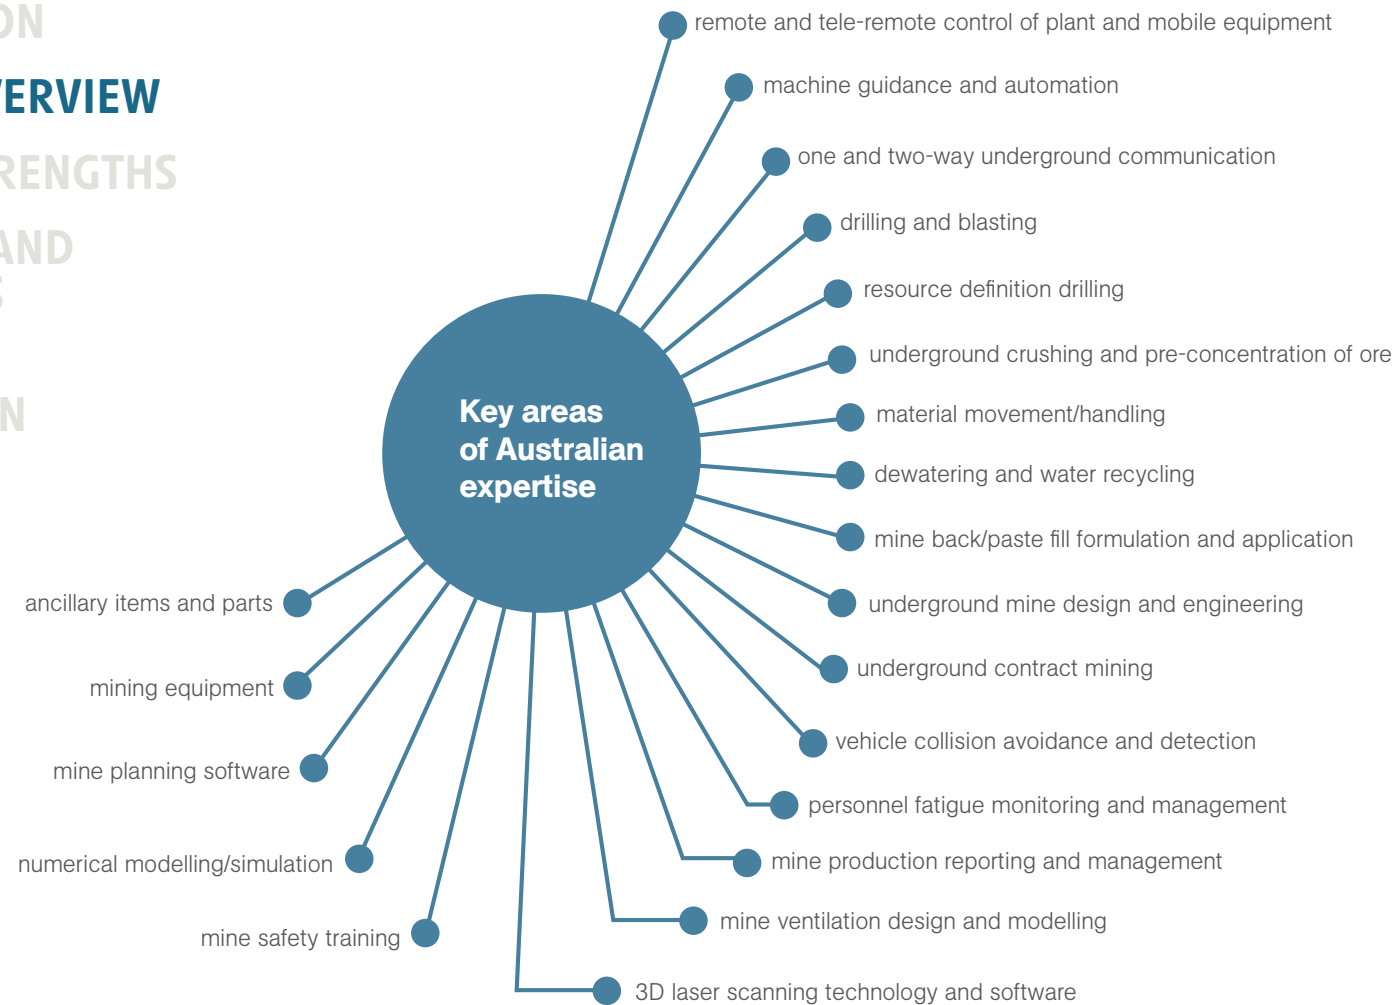 ON
VERVIEW
RENGTHS
AND
S
N
Key areas
of Australian
expertise
remote and tele-remote control of plant and mobile equipment
machine guidance and automation
one and two-way underground communication
drilling and blasting
resource definition drilling
underground crushing and pre-concentration of ore
material movement/handling
dewatering and water recycling
mine back/paste fill formulation and application
underground mine design and engineering
underground contract mining
vehicle collision avoidance and detection
personnel fatigue monitoring and management
mine production reporting and management
mine ventilation design and modelling
3D laser scanning technology and software
mine safety training
numerical modelling/simulation
mine planning software
mining equipment
ancillary items and parts